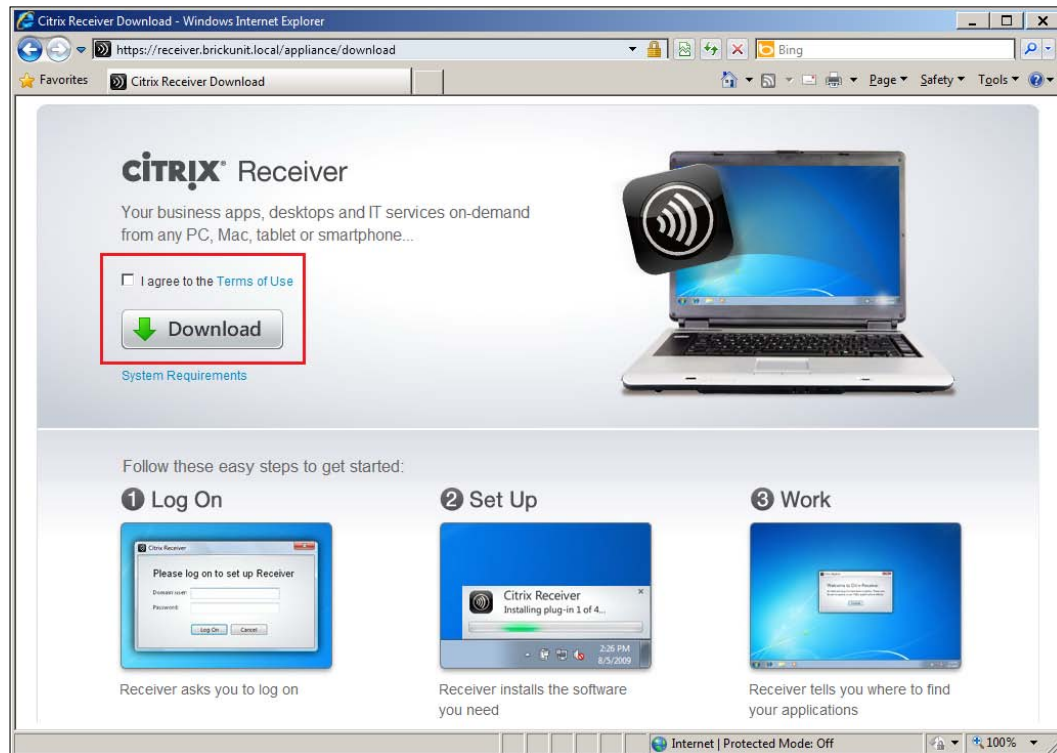 Citrix Receiver Download - Windows Internet Explorer
https://receiver.brickunit.local/appliance/download
Bing
Favorites
Citrix Receiver Download
Page
Safety
Tools
CİTRIX® Receiver
Your business apps, desktops and IT services on-demand
from any PC, Mac, tablet or smartphone...
I agree to the Terms of Use
Download
System Requirements
Follow these easy steps to get started:
1 Log On
2 Set Up
3 Work
Citrix Receiver
Please log on to set up Receiver
Domain\user:
Password:
Log On Cancel
Citrix Receiver
Installing plug-in 1 of 4...
2:26 PM
8/5/2009
Welcome to Citrix Receiver
Receiver asks you to log on
Receiver installs the software
you need
Receiver tells you where to find
your applications
Internet | Protected Mode: Off
100%